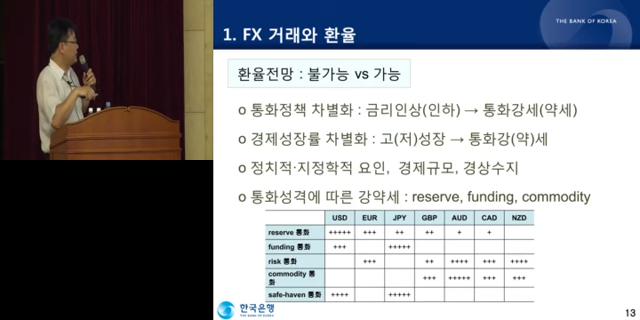 THE BANK OF KOREA
1. FX 거래와 환율
환율전망 : 불가능 vs 가능
o 통화정책 차별화 : 금리인상(인하) → 통화강세(약세)
o 경제성장률 차별화 : 고(저)성장 → 통화강(약)세
o 정치적·지정학적 요인, 경제규모, 경상수지
o 통화성격에 따른 강약세 : reserve, funding, commodity
USD EUR JPY GBP AUD CAD NZD
reserve 통화 +++++ +++ ++ ++ + +
funding 통화 +++ +++++
risk 통화 +++ ++ ++++ +++ ++++
commodity 통
화 +++ +++++ +++ +++
safe-haven 통화 ++++ +++++
한국은행
THE BANK OF KOREA
13